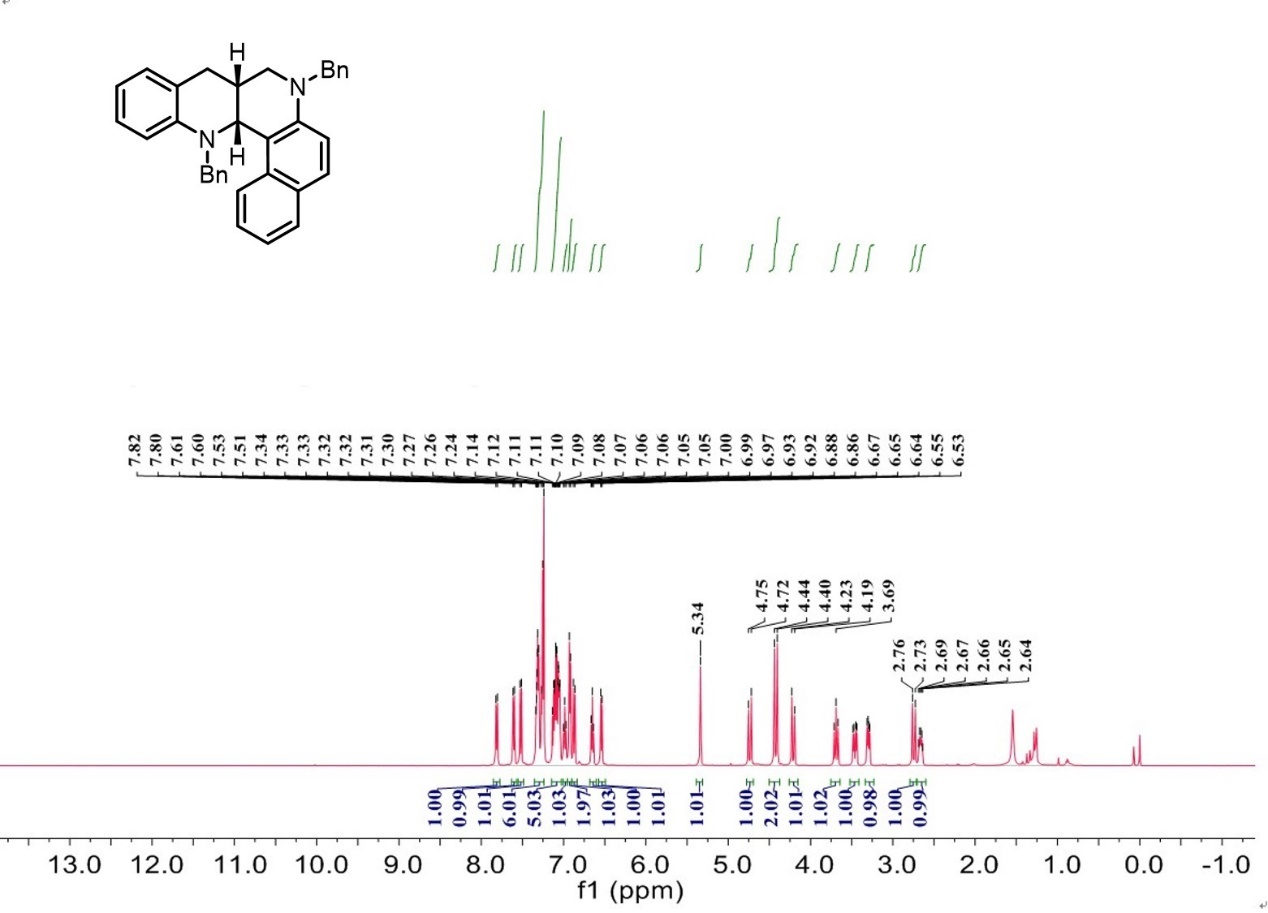 H
N
Bn
N
H
Bn
7.82 7.80 7.61 7.60 7.53 7.51 7.34 7.33 7.33 7.32 7.32 7.31 7.30 7.27 7.26 7.24 7.14 7.12 7.11 7.11 7.10 7.09 7.08 7.07 7.06 7.06 7.05 7.05 7.00 6.99 6.97 6.93 6.92 6.88 6.86 6.67 6.65 6.64 6.55 6.53
5.34
4.75 4.72 4.44 4.40 4.23 4.19 3.69
2.76 2.73 2.69 2.67 2.66 2.65 2.64
1.00 0.99 1.01 6.01 5.03 1.03 1.97 1.03 1.00 1.01 1.01 1.00 2.02 1.01 1.02 1.00 0.98 1.00 0.99
13.0 12.0 11.0 10.0 9.0 8.0 7.0 6.0 5.0 4.0 3.0 2.0 1.0 0.0 -1.0
f1 (ppm)